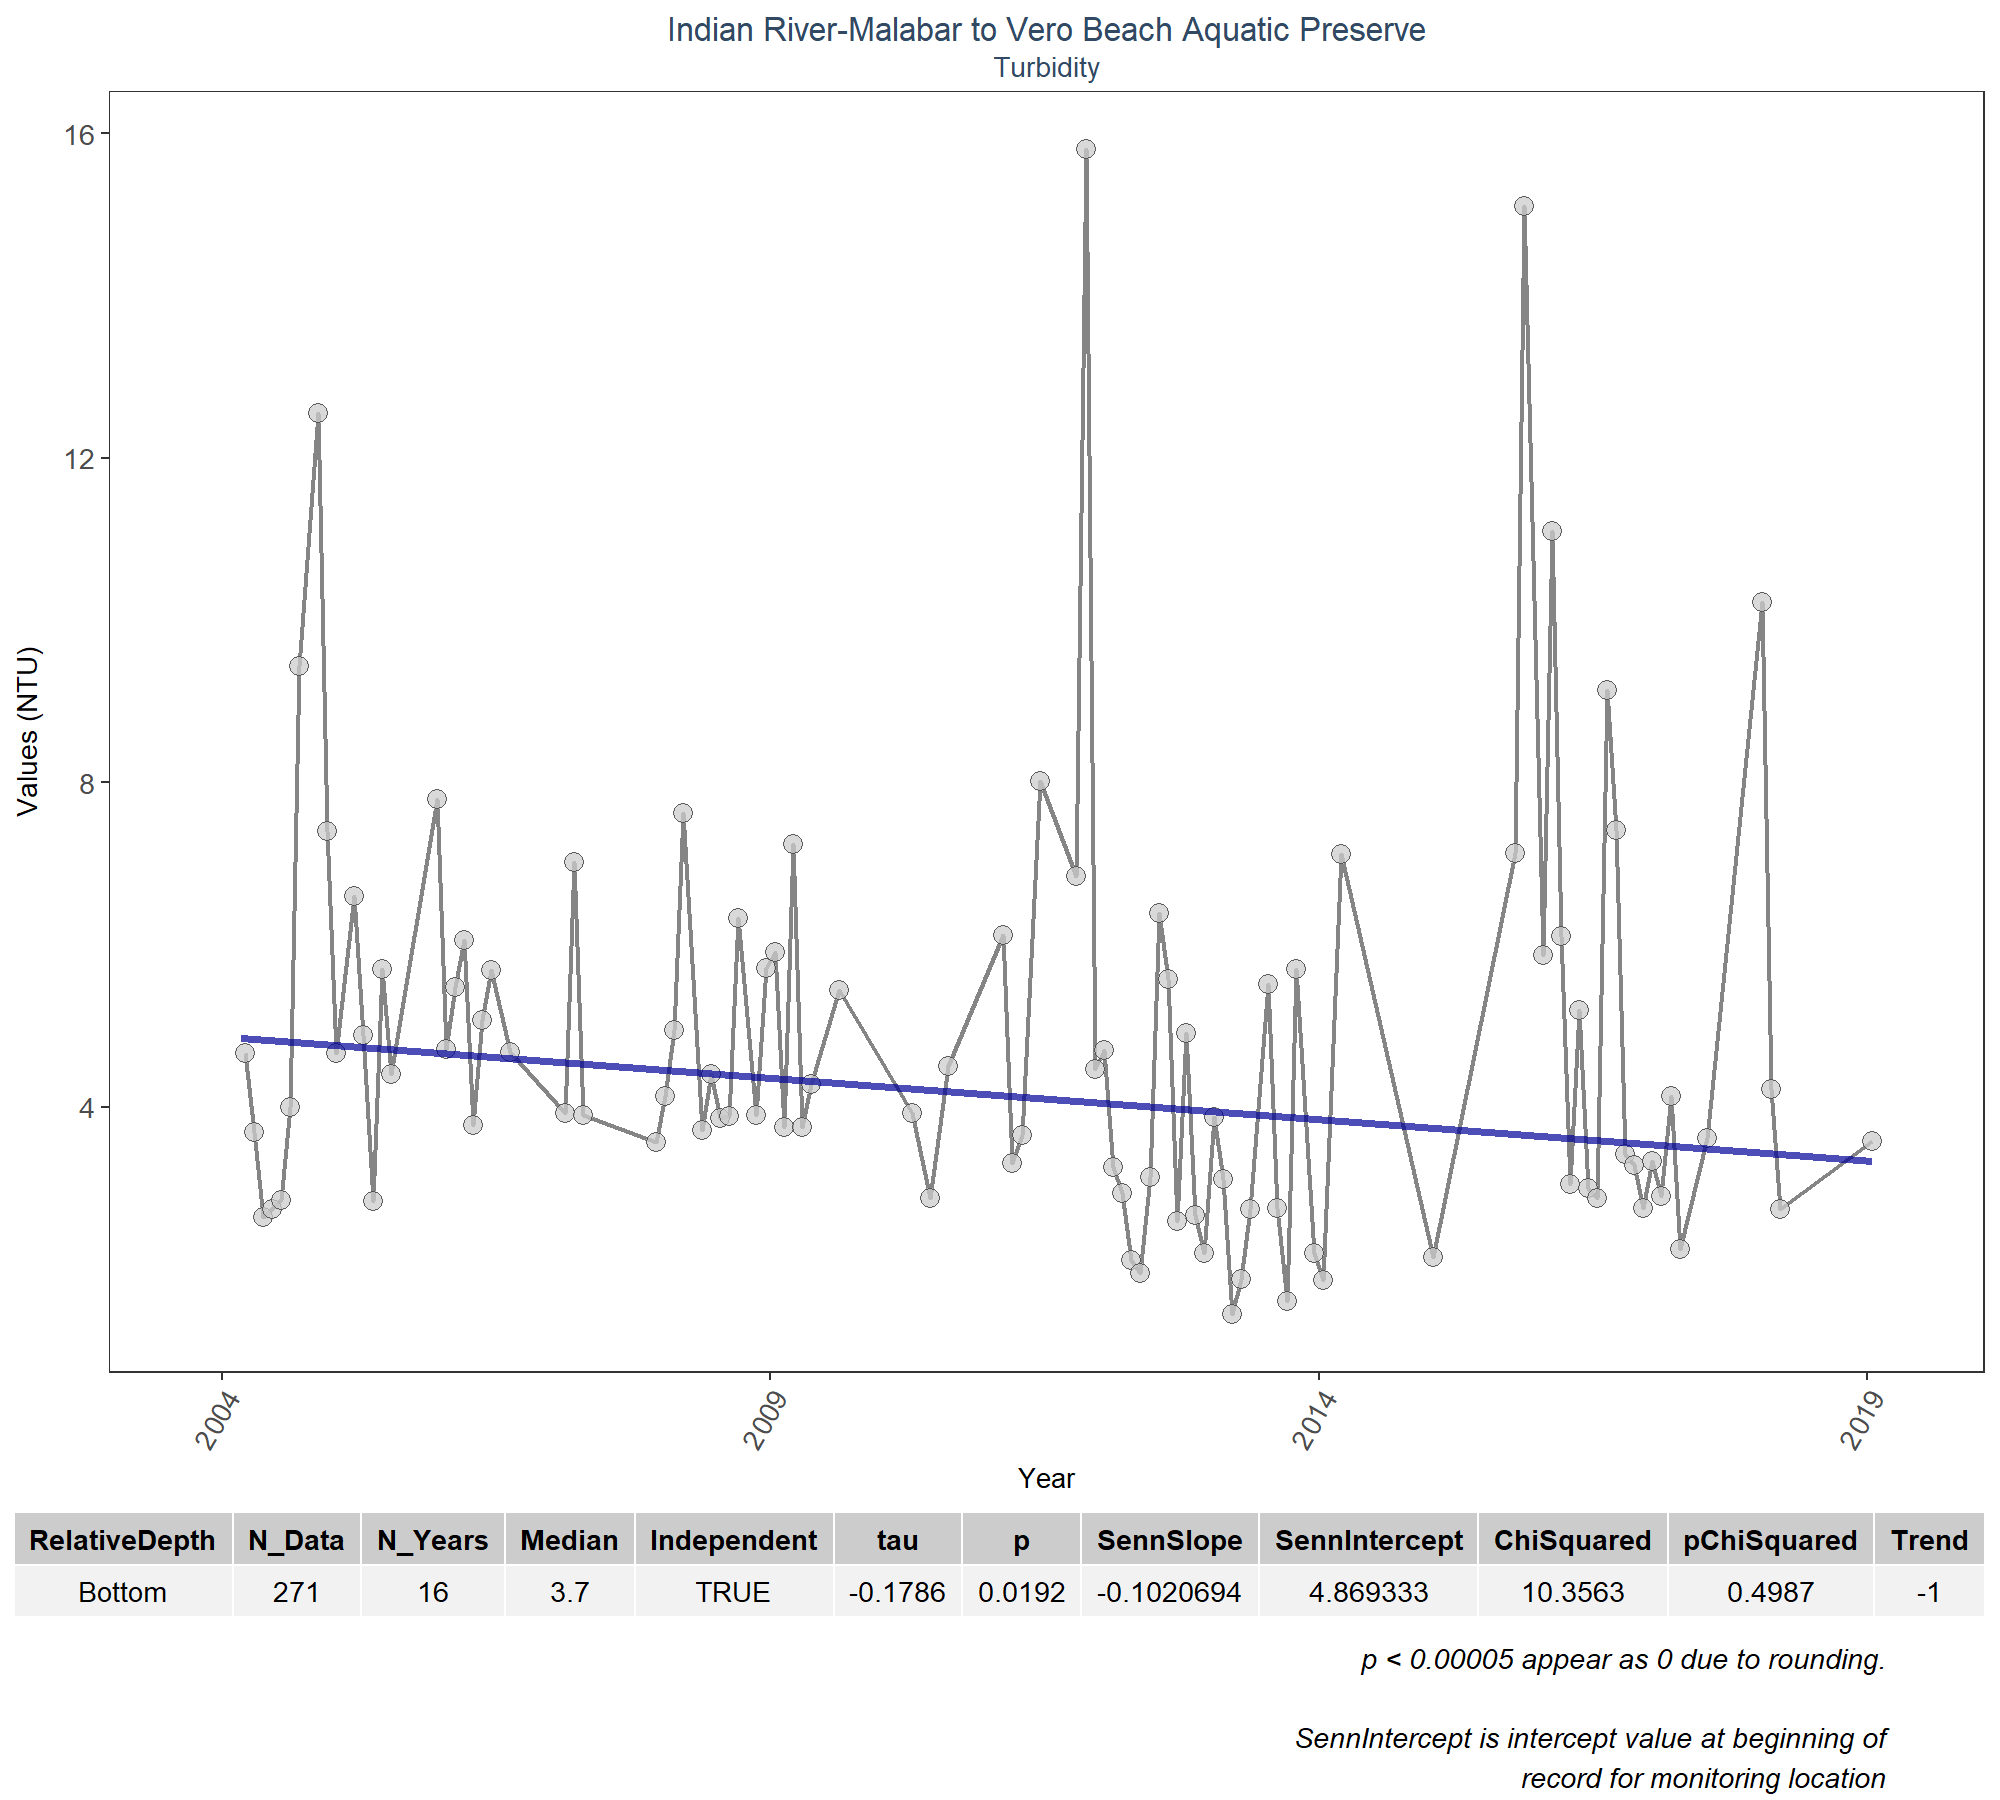 Indian River-Malabar to Vero Beach Aquatic Preserve
Turbidity
16
12
8
4
Values (NTU)
2004 2009 2014 2019
Year
RelativeDepth N_Data N_Years Median Independent tau p SennSlope SennIntercept ChiSquared pChiSquared Trend
Bottom 271 16 3.7 TRUE -0.1786 0.0192 -0.1020694 4.869333 10.3563 0.4987 -1
p < 0.00005 appear as 0 due to rounding.
SennIntercept is intercept value at beginning of
record for monitoring location